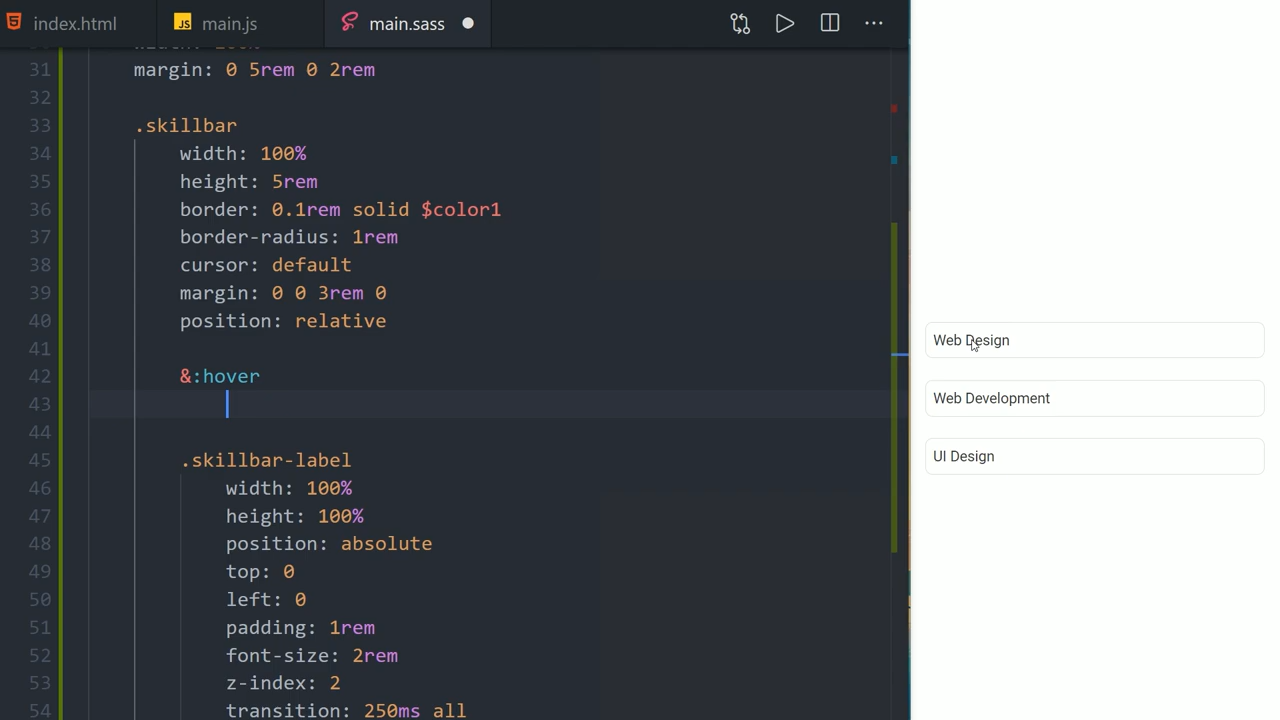 index.html
JS main.js
main.sass
31 margin: 0 5rem 0 2rem
32
33 .skillbar
34 width: 100%
35 height: 5rem
36 border: 0.1rem solid $color1
37 border-radius: 1rem
38 cursor: default
39 margin: 0 0 3rem 0
40 position: relative
41
42 &:hover
43
44
45 .skillbar-label
46 width: 100%
47 height: 100%
48 position: absolute
49 top: 0
50 left: 0
51 padding: 1rem
52 font-size: 2rem
53 z-index: 2
54 transition: 250ms all
Web Design
Web Development
UI Design